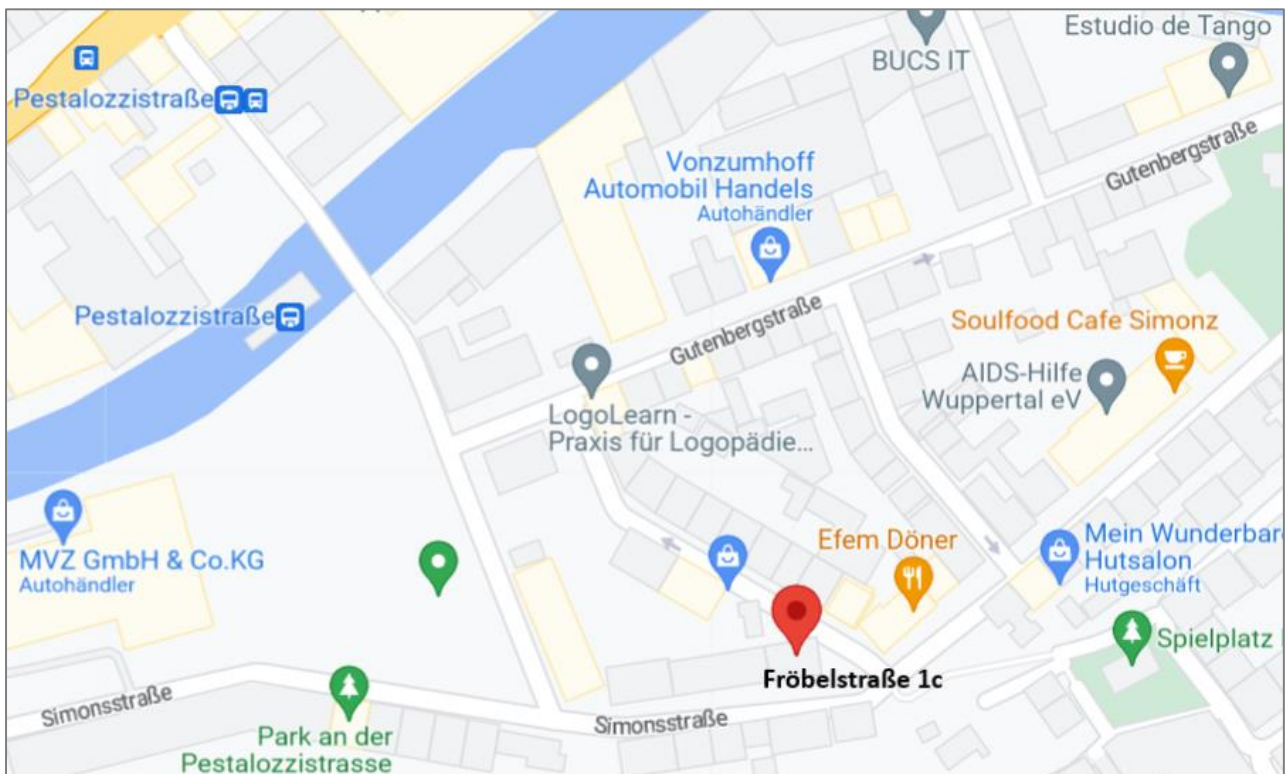 Estudio de Tango
BUCS IT
Pestalozzistraße
Vonzumhoff
Automobil Handels
Autohändler
Gutenbergstraße
Pestalozzistraße
Gutenbergstraße
Soulfood Cafe Simonz
AIDS-Hilfe
Wuppertal eV
LogoLearn -
Praxis für Logopädie...
MVZ GmbH & Co.KG
Autohändler
Efem Döner
Mein Wunderbar
Hutsalon
Hutgeschäft
Spielplatz
Fröbelstraße 1c
Simonsstraße
Simonsstraße
Park an der
Pestalozzistrasse